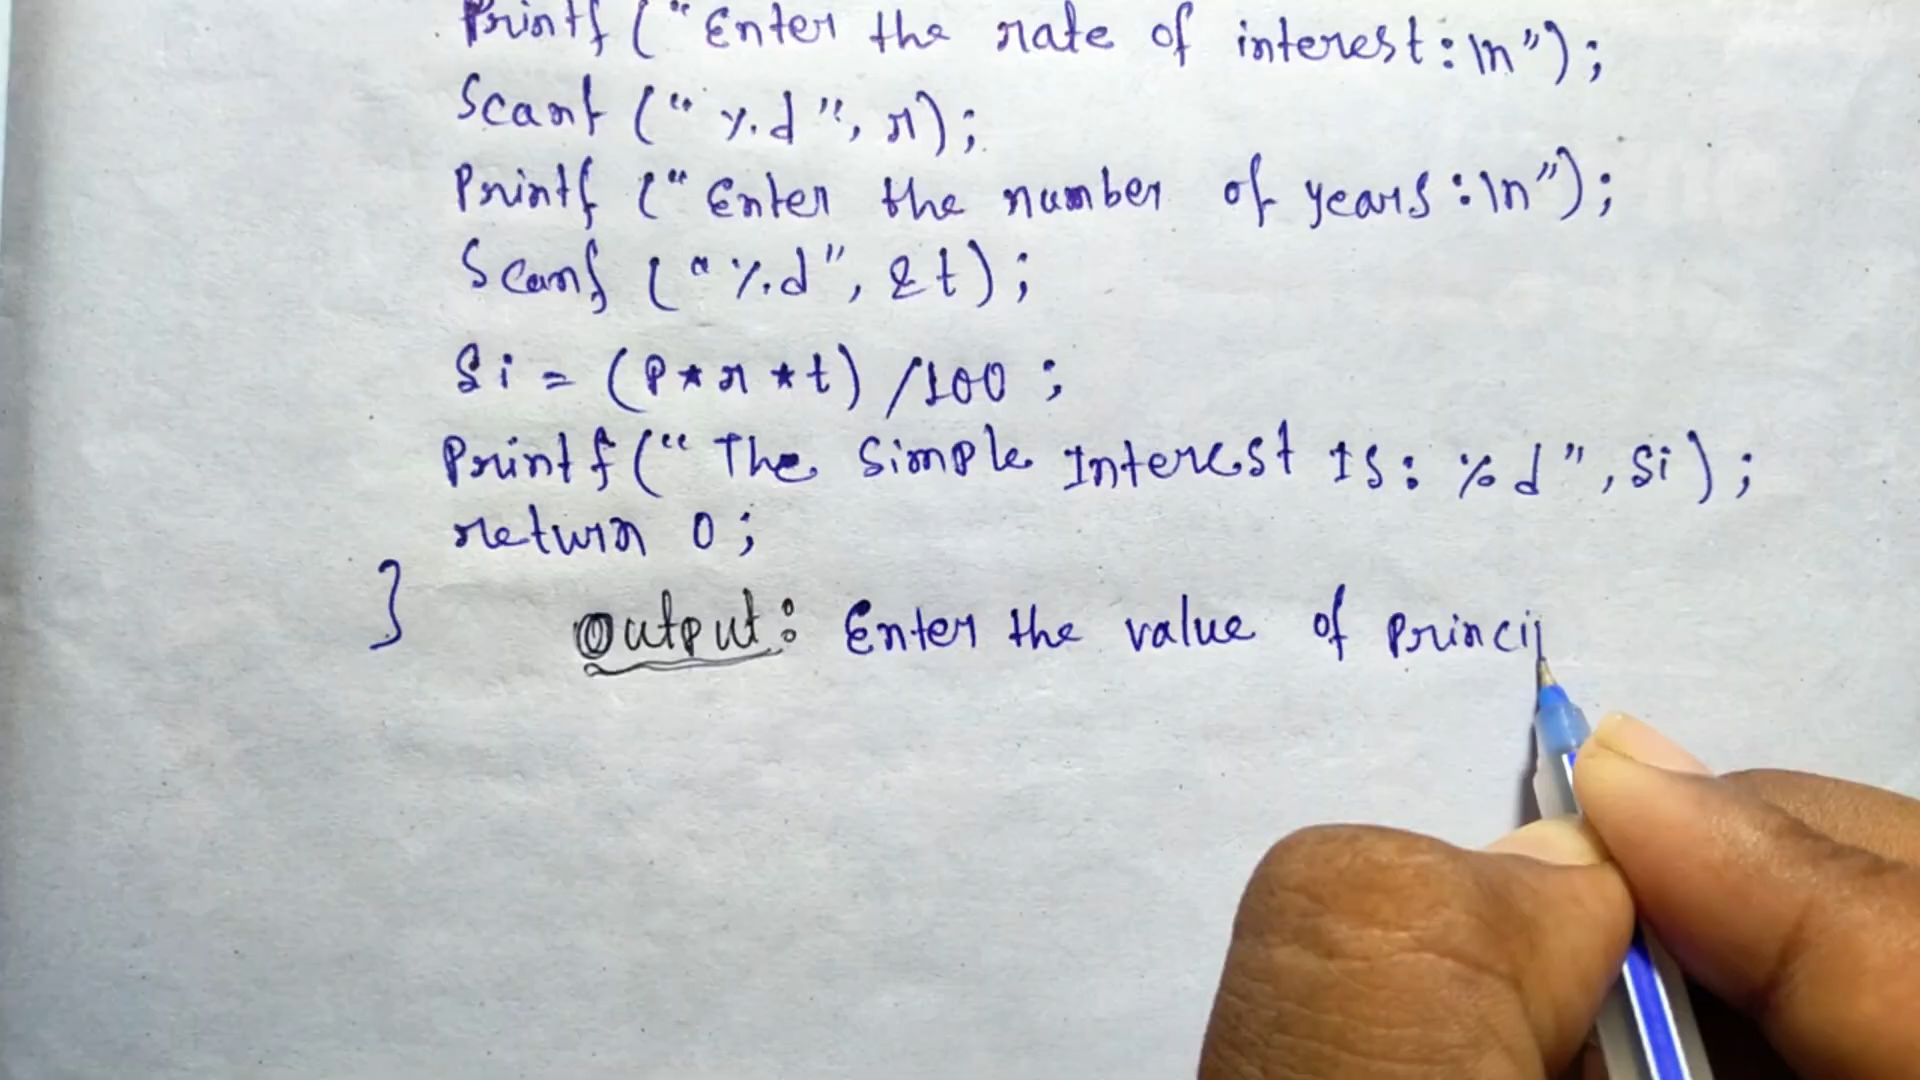 Printf ("Enter the rate of interest:\n");
Scanf ("%d", r);
Printf ("Enter the number of years:\n");
Scanf ("%d", &t);
Si = (P*r*t) /100 ;
Printf (" The Simple Interest IS: %d", Si) ;
return 0;
}
Output: Enter the value of Princip